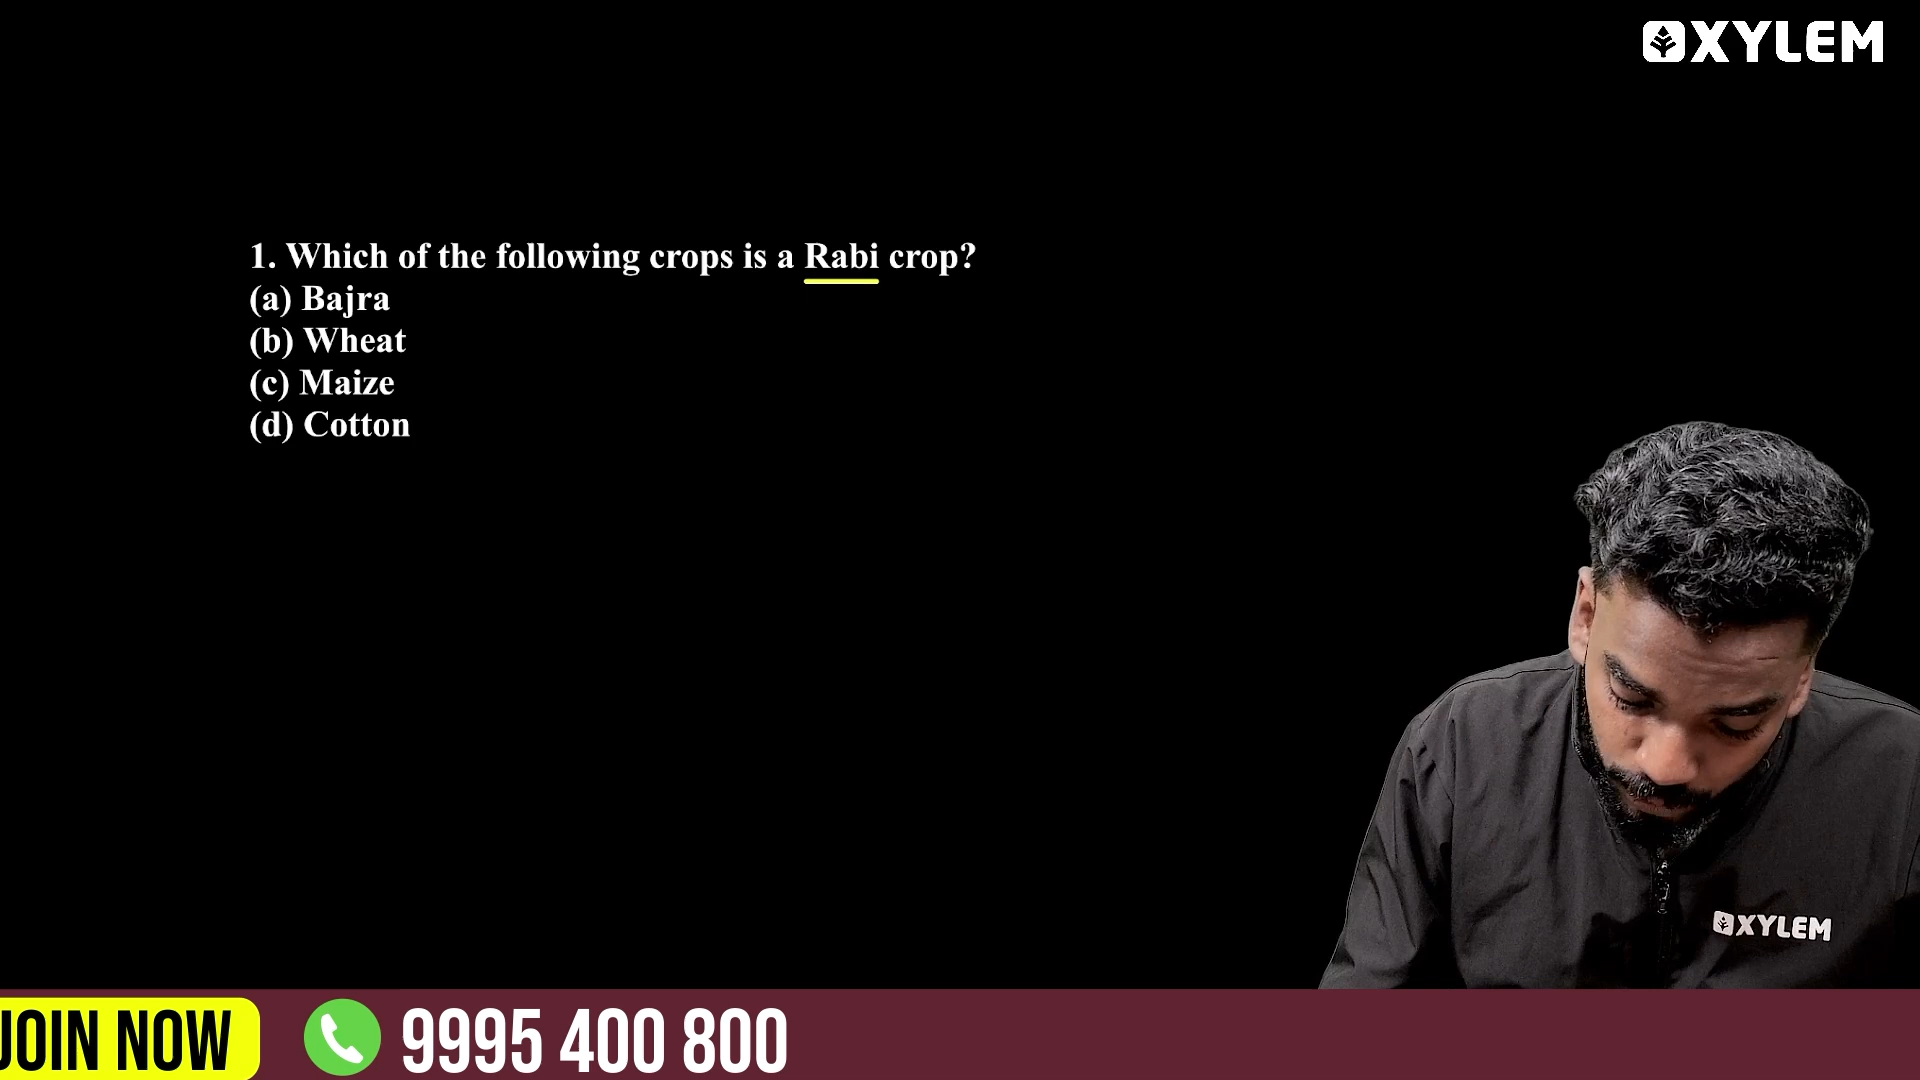 XYLEM
1. Which of the following crops is a Rabi crop?
(a) Bajra
(b) Wheat
(c) Maize
(d) Cotton
XYLEM
JOIN NOW
9995 400 800